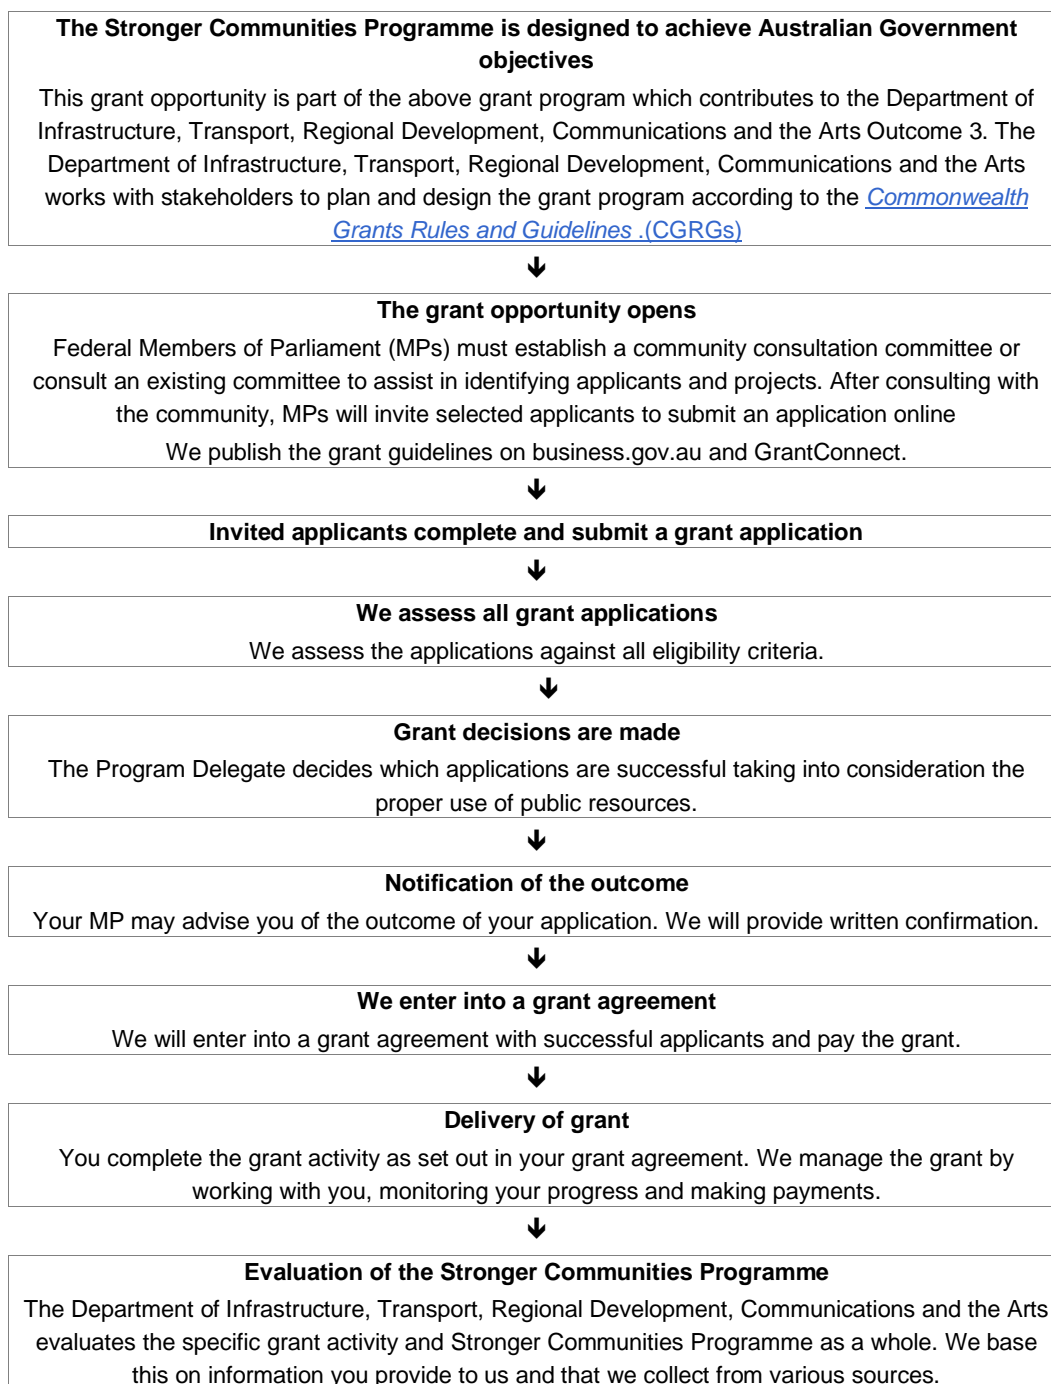 The Stronger Communities Programme is designed to achieve Australian Government
objectives
This grant opportunity is part of the above grant program which contributes to the Department of
Infrastructure, Transport, Regional Development, Communications and the Arts Outcome 3. The
Department of Infrastructure, Transport, Regional Development, Communications and the Arts
works with stakeholders to plan and design the grant program according to the Commonwealth
Grants Rules and Guidelines .(CGRGs)
The grant opportunity opens
Federal Members of Parliament (MPs) must establish a community consultation committee or
consult an existing committee to assist in identifying applicants and projects. After consulting with
the community, MPs will invite selected applicants to submit an application online
We publish the grant guidelines on business.gov.au and GrantConnect.
Invited applicants complete and submit a grant application
We assess all grant applications
We assess the applications against all eligibility criteria.
Grant decisions are made
The Program Delegate decides which applications are successful taking into consideration the
proper use of public resources.
Notification of the outcome
Your MP may advise you of the outcome of your application. We will provide written confirmation.
We enter into a grant agreement
We will enter into a grant agreement with successful applicants and pay the grant.
Delivery of grant
You complete the grant activity as set out in your grant agreement. We manage the grant by
working with you, monitoring your progress and making payments.
Evaluation of the Stronger Communities Programme
The Department of Infrastructure, Transport, Regional Development, Communications and the Arts
evaluates the specific grant activity and Stronger Communities Programme as a whole. We base
this on information you provide to us and that we collect from various sources.